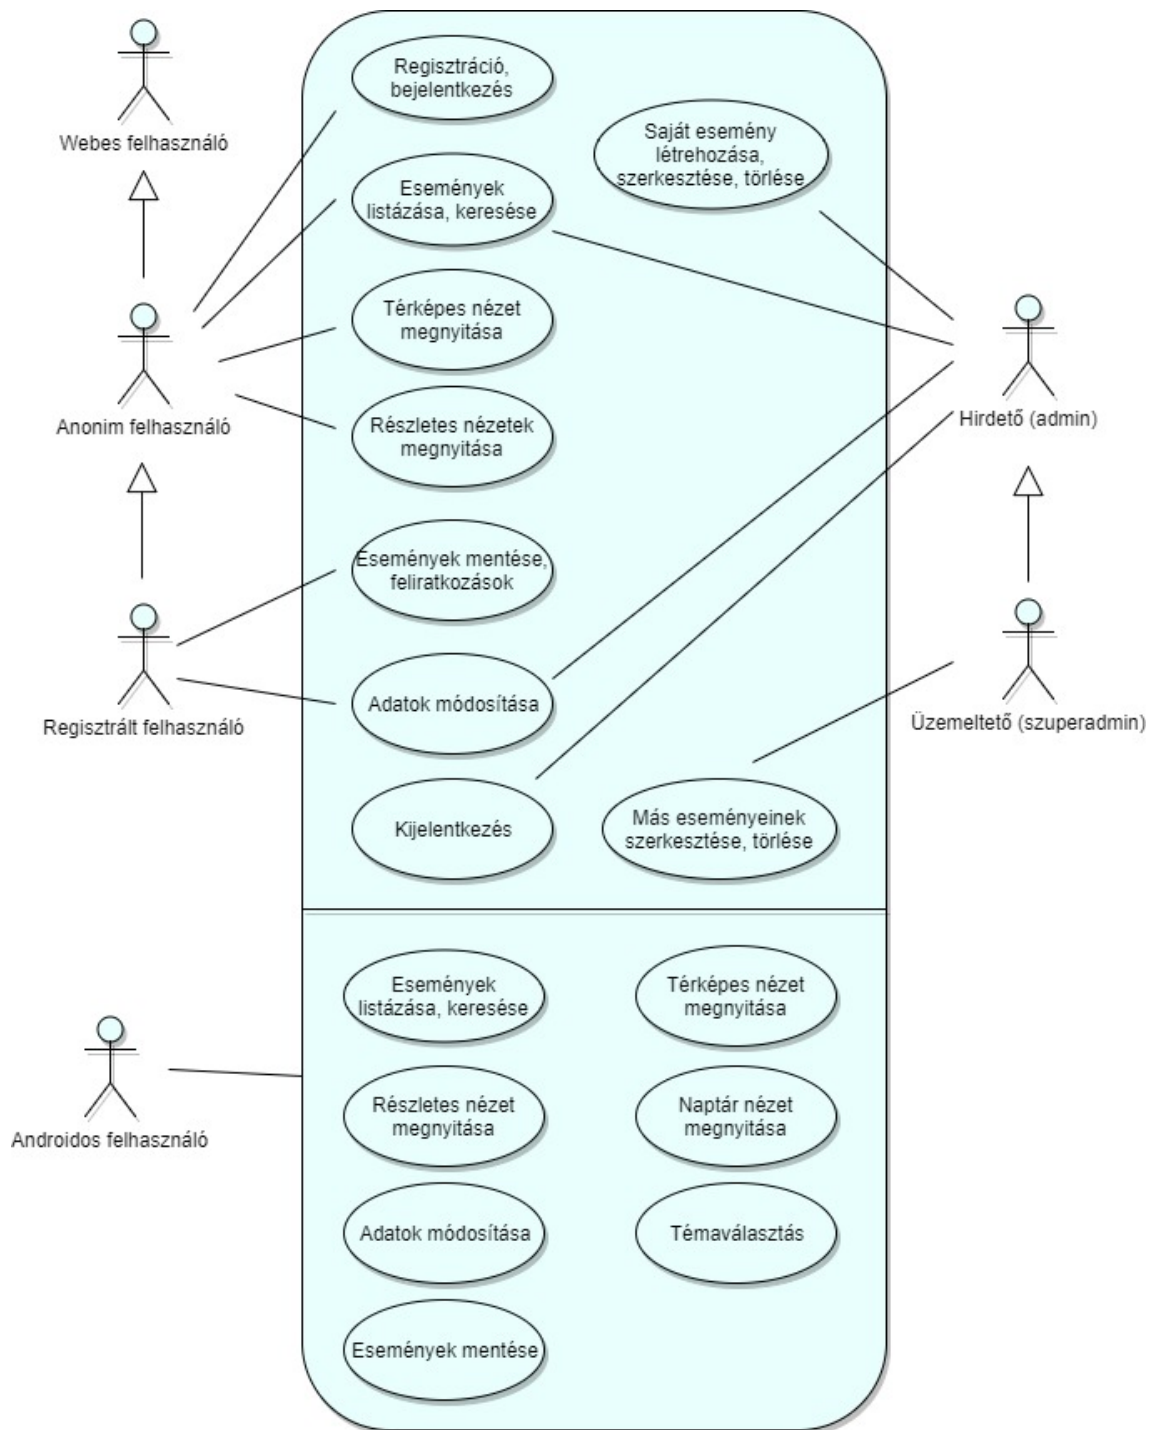 Webes felhasználó
Regisztráció,
bejelentkezés
Saját esemény
létrehozása,
szerkesztése, törlése
Események
listázása, keresése
Térképes nézet
megnyitása
Anonim felhasználó
Hirdető (admin)
Részletes nézetek
megnyitása
Események mentése,
feliratkozások
Regisztrált felhasználó
Adatok módosítása
Üzemeltető (szuperadmin)
Kijelentkezés
Más eseményeinek
szerkesztése, törlése
Események
listázása, keresése
Térképes nézet
megnyitása
Androidos felhasználó
Részletes nézet
megnyitása
Naptár nézet
megnyitása
Adatok módosítása
Témaválasztás
Események mentése